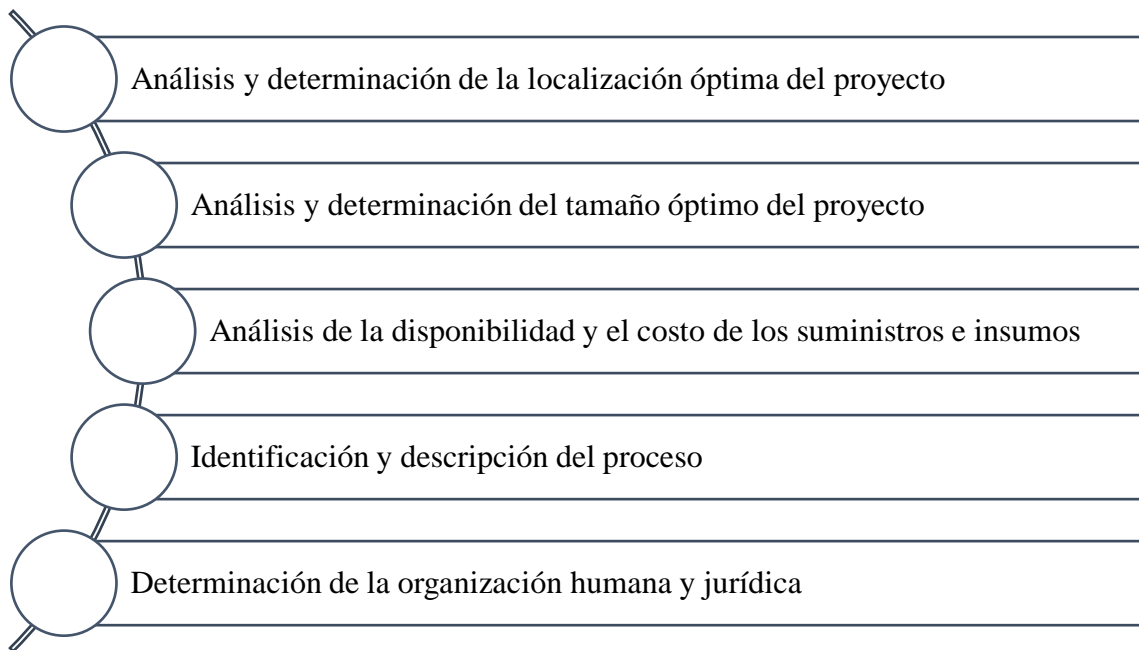 Análisis y determinación de la localización óptima del proyecto
Análisis y determinación del tamaño óptimo del proyecto
Análisis de la disponibilidad y el costo de los suministros e insumos
Identificación y descripción del proceso
Determinación de la organización humana y jurídica